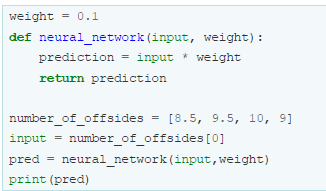 weight = 0.1
def neural_network(input, weight):
    prediction = input * weight
    return prediction

number_of_offsides = [8.5, 9.5, 10, 9]
input = number_of_offsides[0]
pred = neural_network(input,weight)
print(pred)